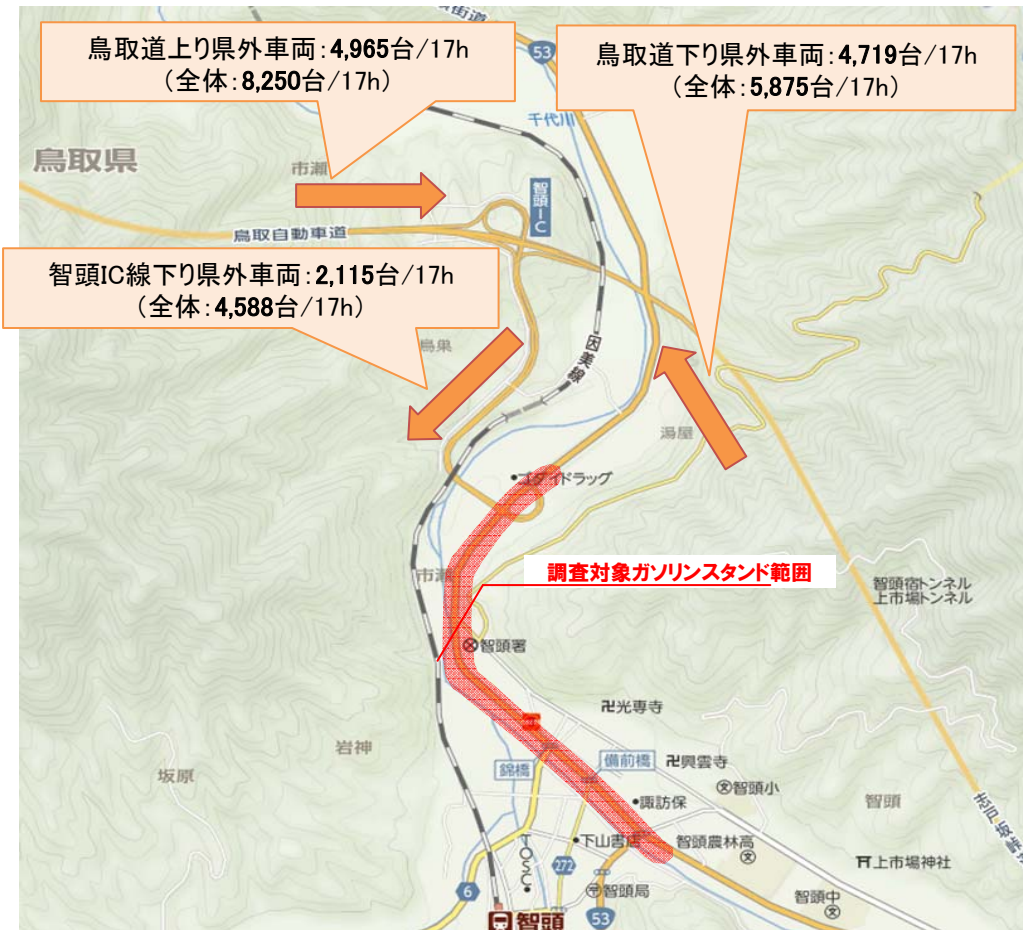 街道
鳥取道上り県外車両：4,965台/17h
（全体：8,250台/17h）
53
鳥取道下り県外車両：4,719台/17h
（全体：5,875台/17h）
千代川
鳥取県
市瀬
智頭IC
鳥取自動車道
智頭IC線下り県外車両：2,115台/17h
（全体：4,588台/17h）
因美線
湯屋
ゴダイドラッグ
調査対象ガソリンスタンド範囲
市瀬
智頭宿トンネル
上市場トンネル
智頭署
卍光専寺
岩神
坂原
錦橋
備前橋
卍興雲寺
智頭小
諏訪保
智頭
下山書店
智頭農林高
TOSC
272
上市場神社
6
智頭局
智頭中
53
智頭